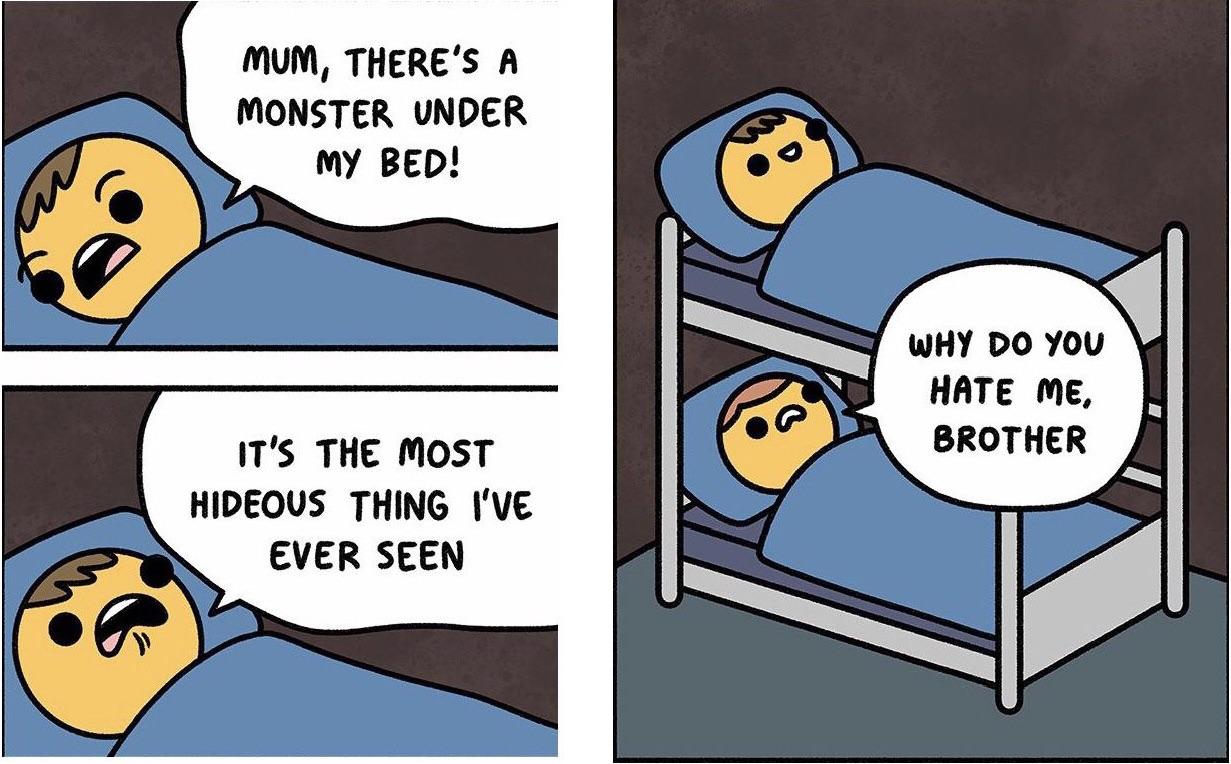 MUM, THERE'S A
MONSTER UNDER
MY BED!
IT'S THE MOST
HIDEOUS THING I'VE
EVER SEEN
WHY DO YOU
HATE ME,
BROTHER